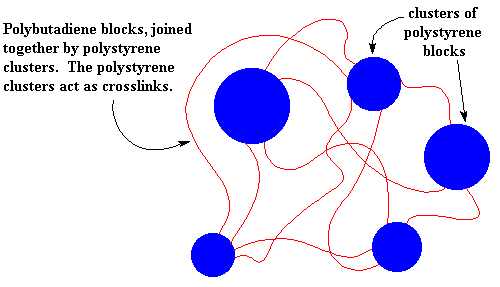 Polybutadiene blocks, joined
together by polystyrene
clusters.  The polystyrene
clusters act as crosslinks.
clusters of
polystyrene
blocks